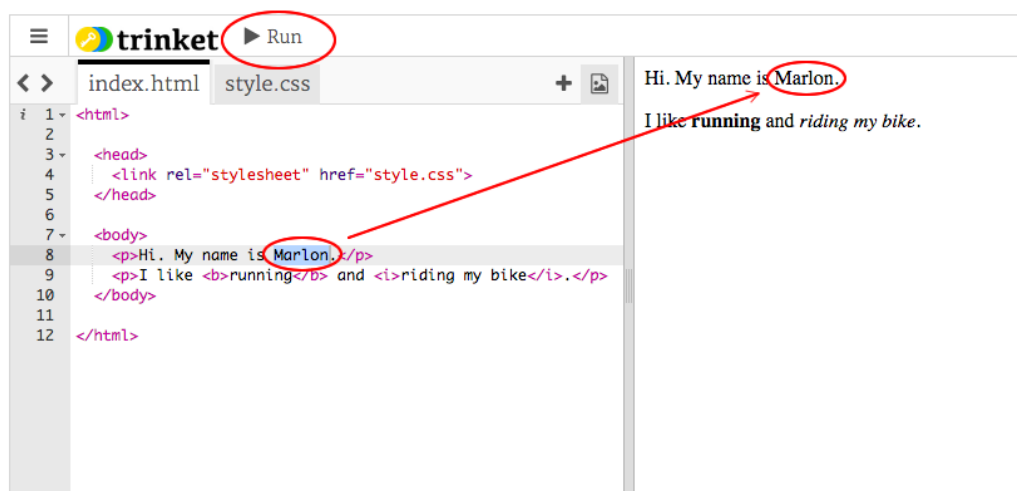 trinket Run
index.html style.css
i 1 <html>
2
3 <head>
4 <link rel="stylesheet" href="style.css">
5 </head>
6
7 <body>
8 <p>Hi. My name is Marlon.</p>
9 <p>I like <b>running</b> and <i>riding my bike</i>.</p>
10 </body>
11
12 </html>
Hi. My name is Marlon.
I like running and riding my bike.